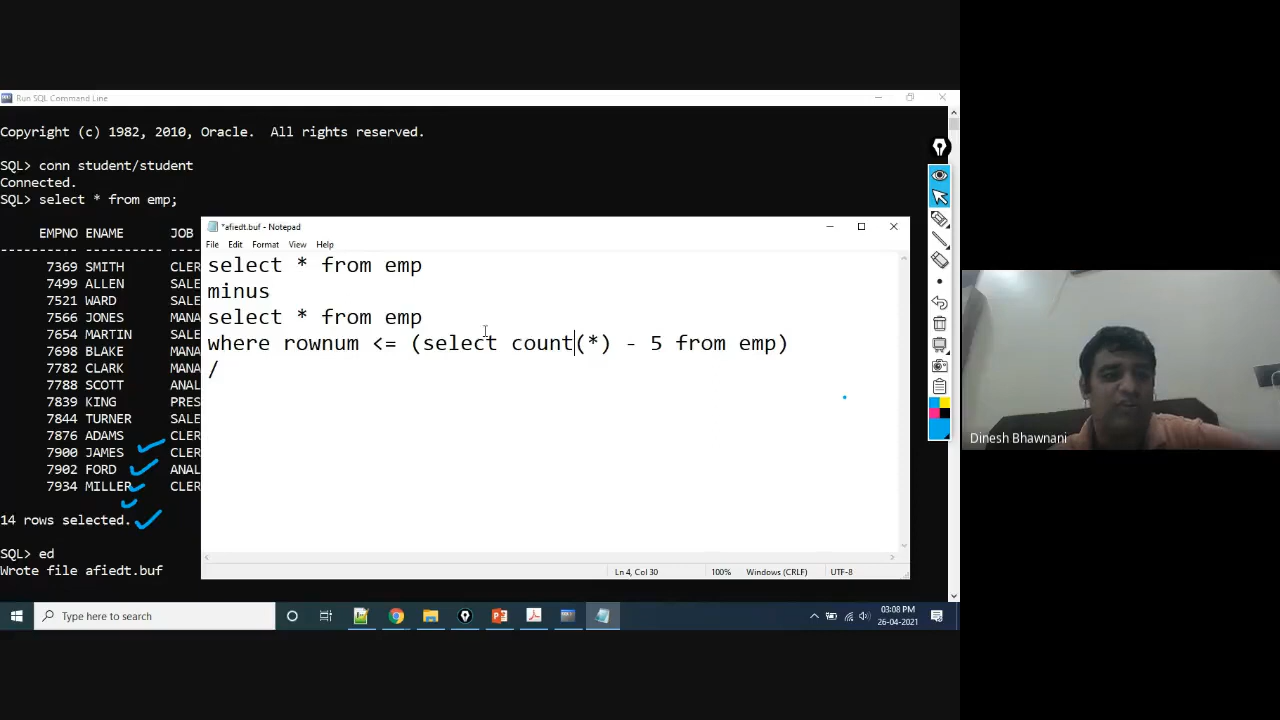 Run SQL Command Line
Copyright (c) 1982, 2010, Oracle.  All rights reserved.
SQL> conn student/student
Connected.
SQL> select * from emp;
EMPNO ENAME      JOB
---------- ---------- ----
7369 SMITH      CLER
7499 ALLEN      SALE
7521 WARD       SALE
7566 JONES      MANA
7654 MARTIN     SALE
7698 BLAKE      MANA
7782 CLARK      MANA
7788 SCOTT      ANAL
7839 KING       PRES
7844 TURNER     SALE
7876 ADAMS      CLER
7900 JAMES      CLER
7902 FORD       ANAL
7934 MILLER     CLER
14 rows selected.
SQL> ed
Wrote file afiedt.buf
*afiedt.buf - Notepad
File Edit Format View Help
select * from emp
minus
select * from emp
where rownum <= (select count(*) - 5 from emp)
/
Ln 4, Col 30 100% Windows (CRLF) UTF-8
Dinesh Bhawnani
Type here to search
03:08 PM
26-04-2021